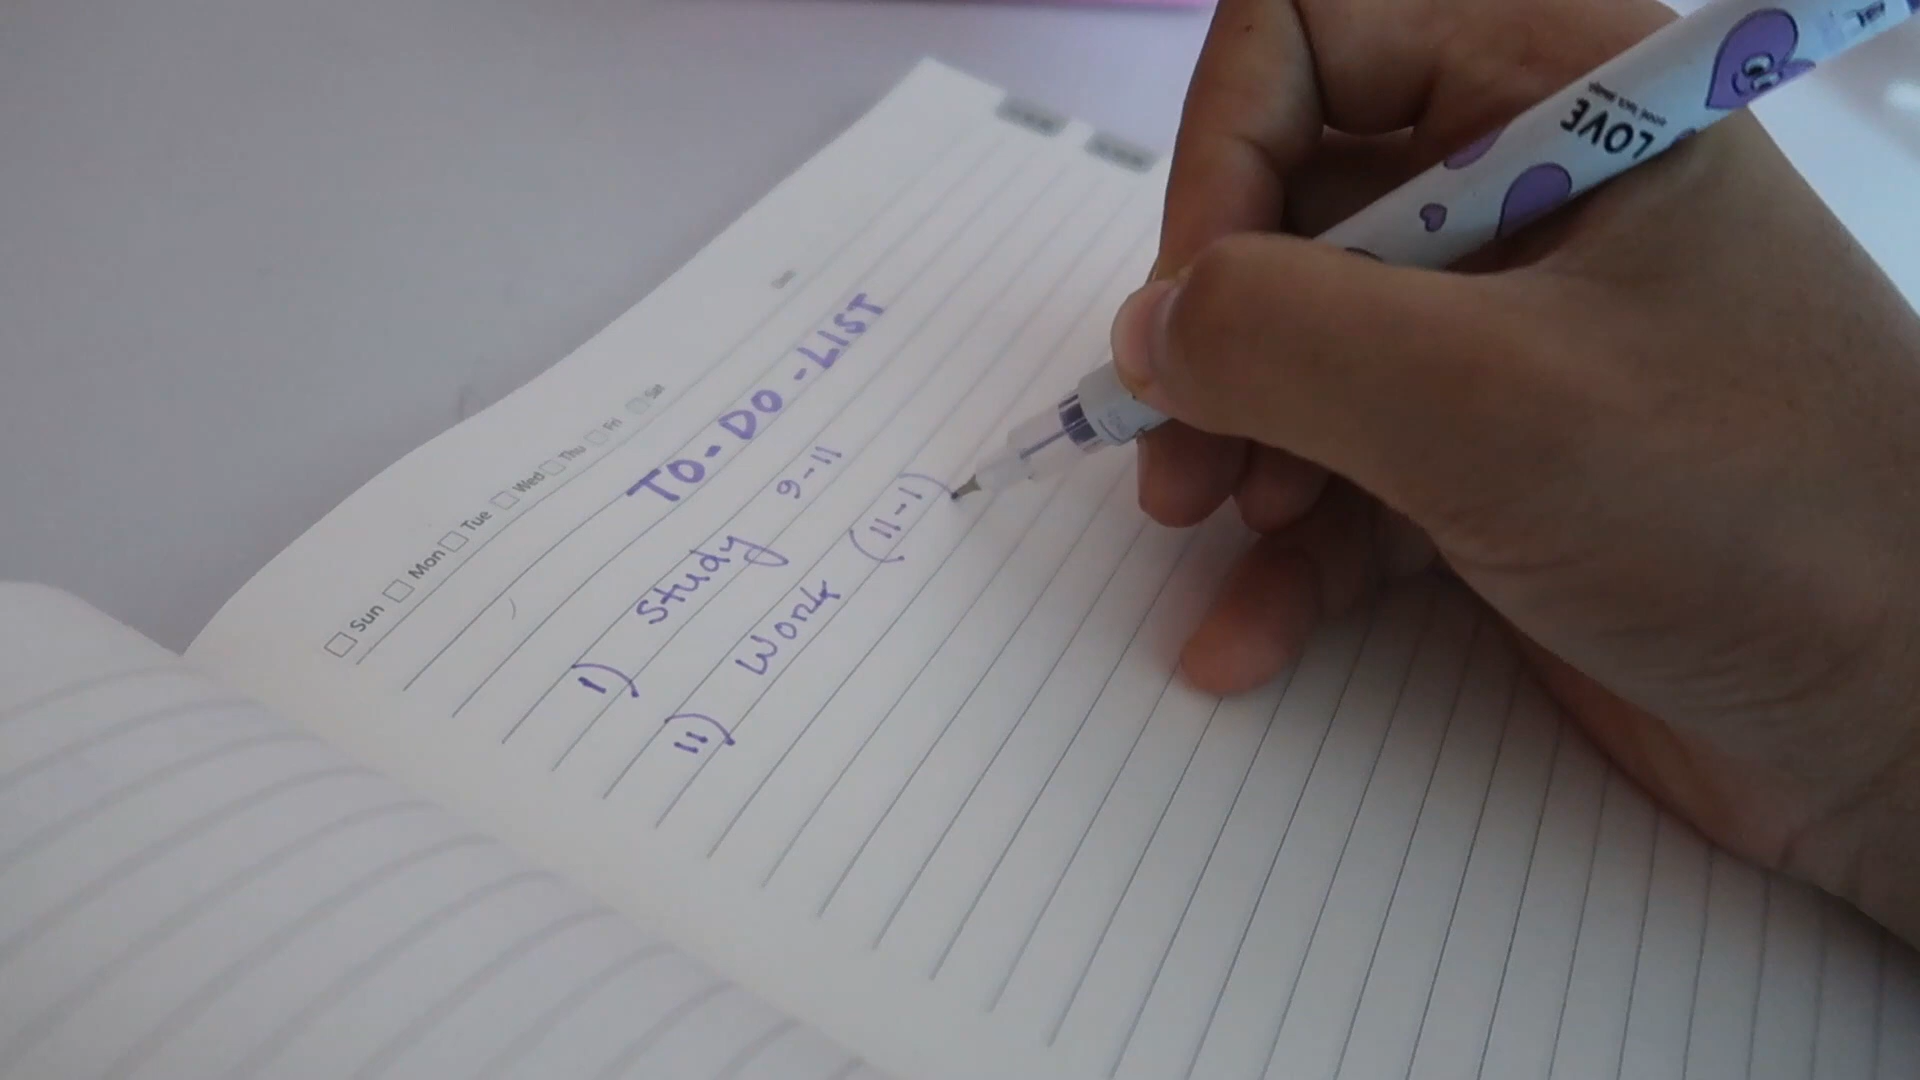 Sun Mon Tue Wed Thu Fri Sat
TO-DO-LIST
I) Study 9-11
II) Work (11-1)
LOVE